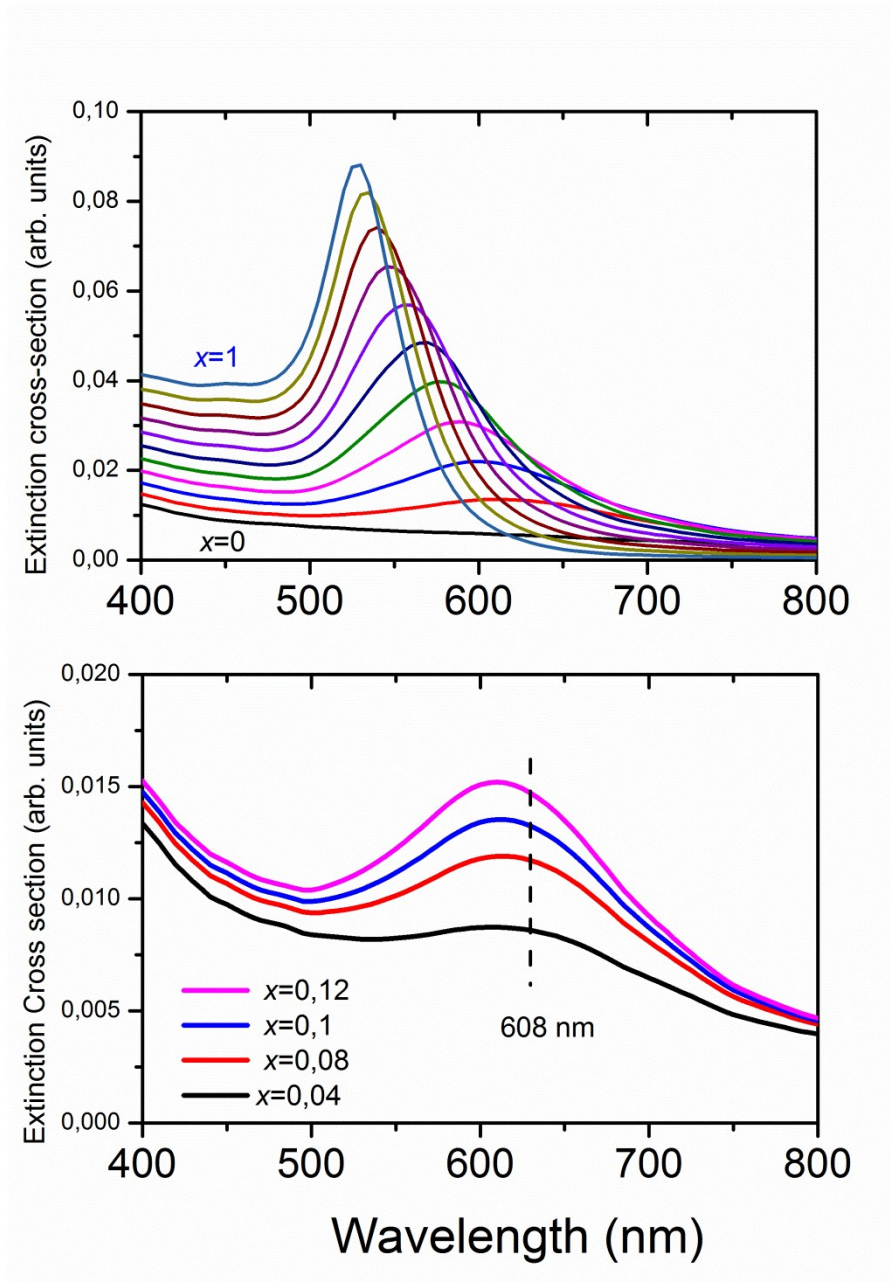 Extinction cross-section (arb. units)
0,10
0,08
0,06
0,04
0,02
0,00
x=1
x=0
400 500 600 700 800
Extinction Cross section (arb. units)
0,020
0,015
0,010
0,005
0,000
x=0,12
x=0,1
x=0,08
x=0,04
608 nm
400 500 600 700 800
Wavelength (nm)